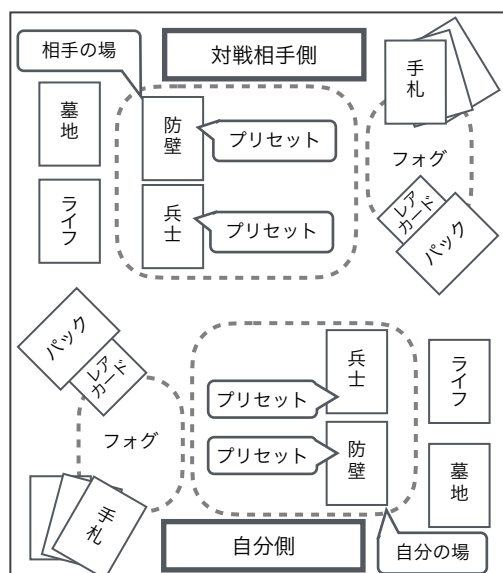 相手の場
対戦相手側
手札
墓地
防壁
プリセット
フォグ
ライフ
兵士
プリセット
レア
カード
パック
パック
レア
カード
兵士
ライフ
プリセット
フォグ
プリセット
防壁
墓地
手札
自分側
自分の場